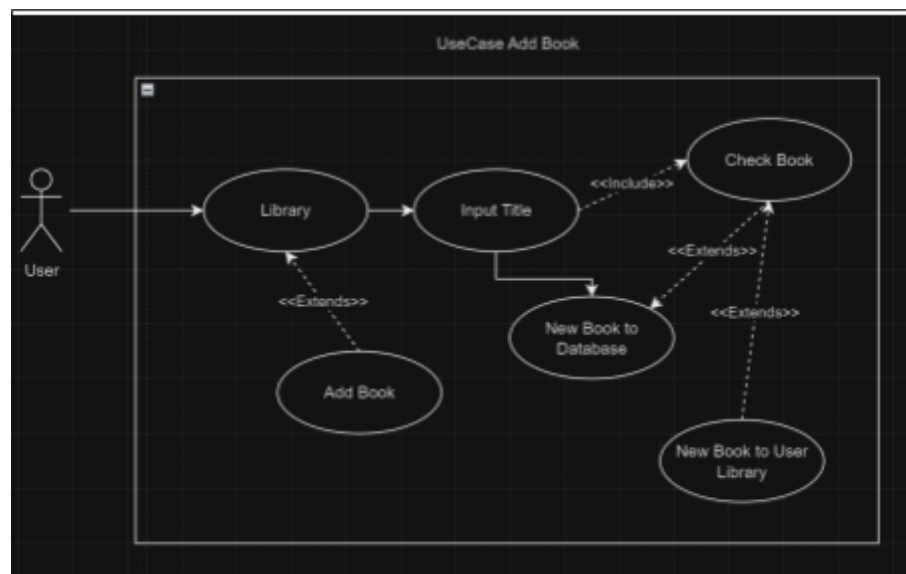 UseCase Add Book
Check Book
<<Include>>
Library
Input Title
<<Extends>>
User
<<Extends>>
<<Extends>>
New Book to
Database
Add Book
New Book to User
Library